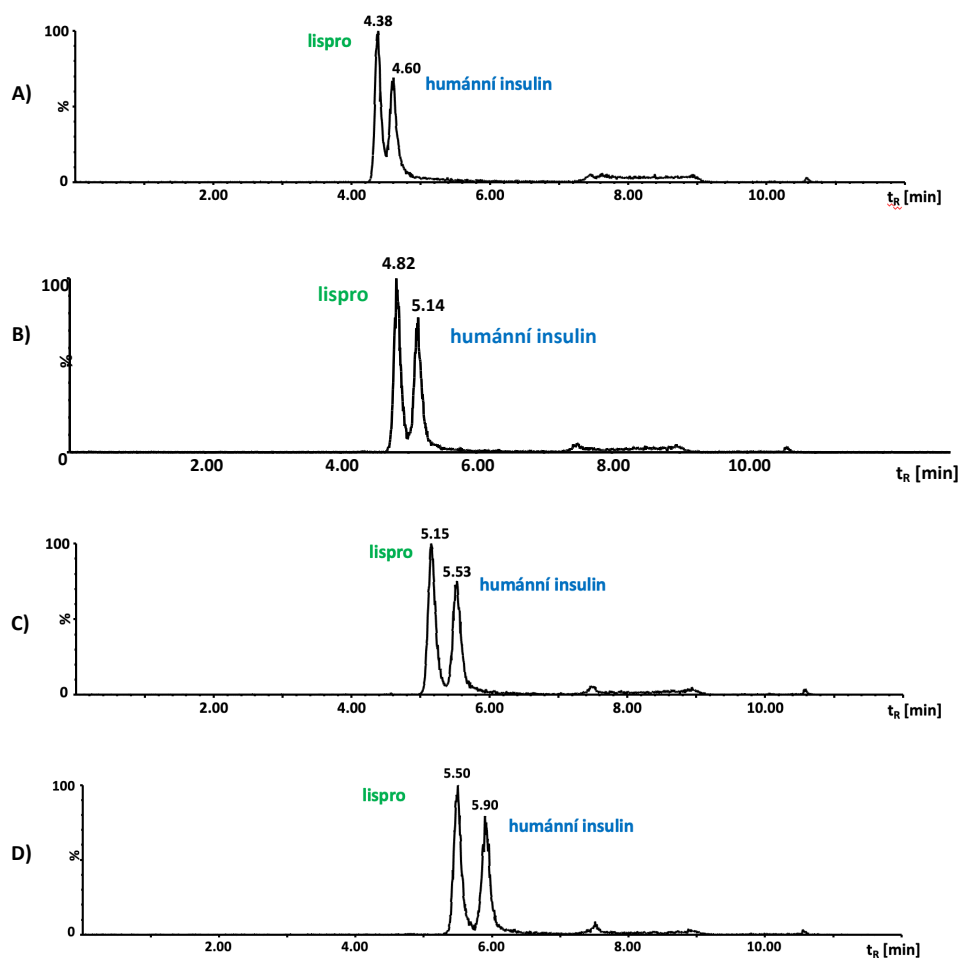 A)
4.38
lispro
100
4.60
humánní insulin
%
0
2.00 4.00 6.00 8.00 10.00
tR [min]
B)
4.82
lispro
100
5.14
humánní insulin
%
0
2.00 4.00 6.00 8.00 10.00
tR [min]
C)
5.15
lispro
100
5.53
humánní insulin
%
0
2.00 4.00 6.00 8.00 10.00
tR [min]
D)
5.50
lispro
100
5.90
humánní insulin
%
0
2.00 4.00 6.00 8.00 10.00
tR [min]